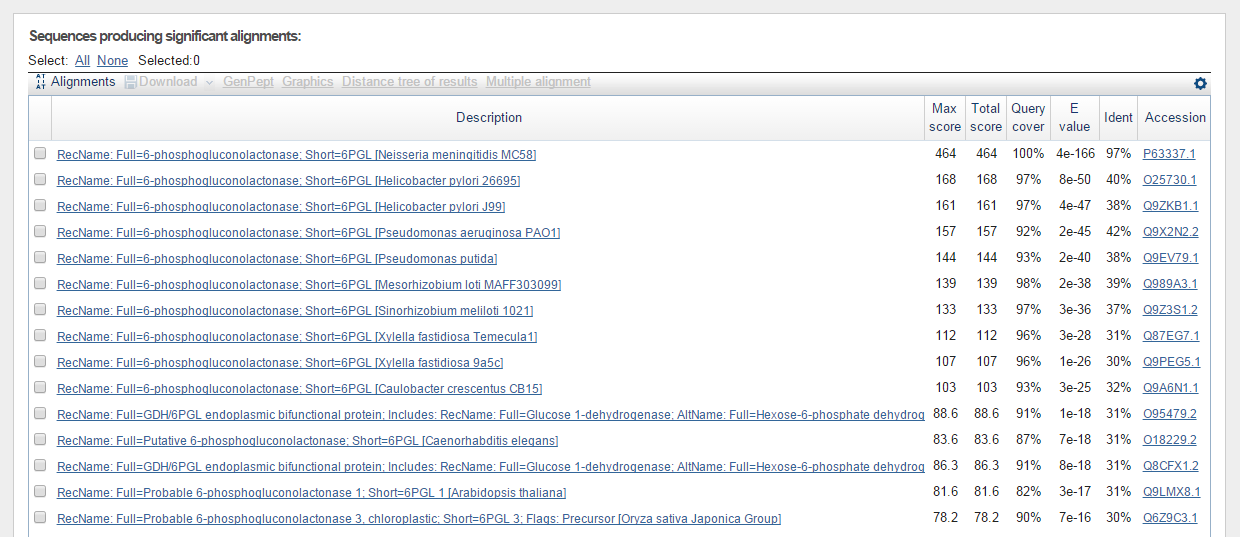 Sequences producing significant alignments:
Select: All None Selected:0
Alignments Download GenPept Graphics Distance tree of results Multiple alignment
Description Max score Total score Query cover E value Ident Accession
RecName: Full=6-phosphogluconolactonase; Short=6PGL [Neisseria meningitidis MC58] 464 464 100% 4e-166 97% P63337.1
RecName: Full=6-phosphogluconolactonase; Short=6PGL [Helicobacter pylori 26695] 168 168 97% 8e-50 40% O25730.1
RecName: Full=6-phosphogluconolactonase; Short=6PGL [Helicobacter pylori J99] 161 161 97% 4e-47 38% Q9ZKB1.1
RecName: Full=6-phosphogluconolactonase; Short=6PGL [Pseudomonas aeruginosa PAO1] 157 157 92% 2e-45 42% Q9X2N2.2
RecName: Full=6-phosphogluconolactonase; Short=6PGL [Pseudomonas putida] 144 144 93% 2e-40 38% Q9EV79.1
RecName: Full=6-phosphogluconolactonase; Short=6PGL [Mesorhizobium loti MAFF303099] 139 139 98% 2e-38 39% Q989A3.1
RecName: Full=6-phosphogluconolactonase; Short=6PGL [Sinorhizobium meliloti 1021] 133 133 97% 3e-36 37% Q9Z3S1.2
RecName: Full=6-phosphogluconolactonase; Short=6PGL [Xylella fastidiosa Temecula1] 112 112 96% 3e-28 31% Q87EG7.1
RecName: Full=6-phosphogluconolactonase; Short=6PGL [Xylella fastidiosa 9a5c] 107 107 96% 1e-26 30% Q9PEG5.1
RecName: Full=6-phosphogluconolactonase; Short=6PGL [Caulobacter crescentus CB15] 103 103 93% 3e-25 32% Q9A6N1.1
RecName: Full=GDH/6PGL endoplasmic bifunctional protein; Includes: RecName: Full=Glucose 1-dehydrogenase; AltName: Full=Hexose-6-phosphate dehydrog 88.6 88.6 91% 1e-18 31% O95479.2
RecName: Full=Putative 6-phosphogluconolactonase; Short=6PGL [Caenorhabditis elegans] 83.6 83.6 87% 7e-18 31% O18229.2
RecName: Full=GDH/6PGL endoplasmic bifunctional protein; Includes: RecName: Full=Glucose 1-dehydrogenase; AltName: Full=Hexose-6-phosphate dehydrog 86.3 86.3 91% 8e-18 31% Q8CFX1.2
RecName: Full=Probable 6-phosphogluconolactonase 1; Short=6PGL 1 [Arabidopsis thaliana] 81.6 81.6 82% 3e-17 31% Q9LMX8.1
RecName: Full=Probable 6-phosphogluconolactonase 3, chloroplastic; Short=6PGL 3; Flags: Precursor [Oryza sativa Japonica Group] 78.2 78.2 90% 7e-16 30% Q6Z9C3.1